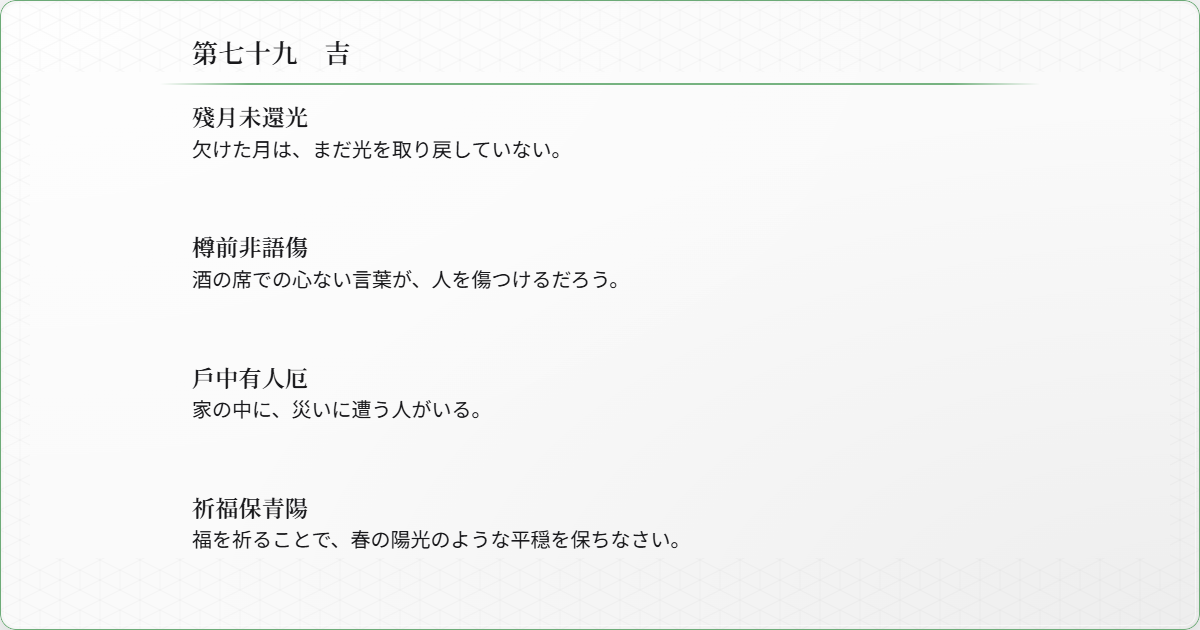 第七十九　吉
殘月未還光
欠けた月は、まだ光を取り戻していない。
樽前非語傷
酒の席での心ない言葉が、人を傷つけるだろう。
戶中有人厄
家の中に、災いに遭う人がいる。
祈福保青陽
福を祈ることで、春の陽光のような平穏を保ちなさい。